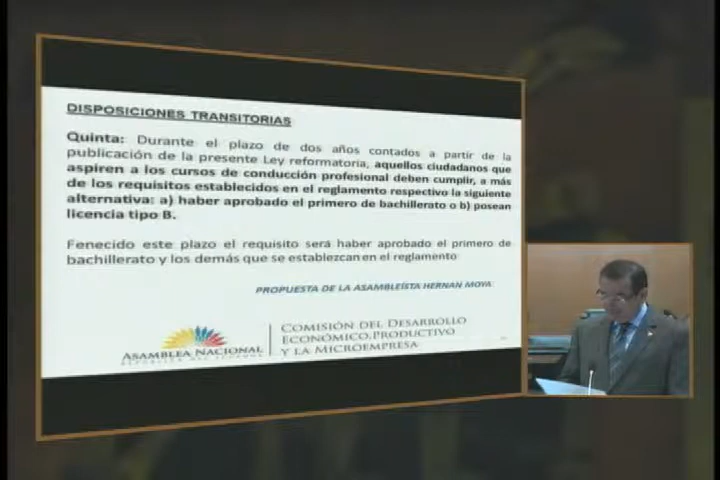 DISPOSICIONES TRANSITORIAS
Quinta: Durante el plazo de dos años contados a partir de la
publicación de la presente Ley reformatoria, aquellos ciudadanos que
aspiren a los cursos de conducción profesional deben cumplir, a más
de los requisitos establecidos en el reglamento respectivo la siguiente
alternativa: a) haber aprobado el primero de bachillerato o b) posean
licencia tipo B.
Fenecido este plazo el requisito será haber aprobado el primero de
bachillerato y los demás que se establezcan en el reglamento
PROPUESTA DE LA ASAMBLEÍSTA HERNAN MOYA
ASAMBLEA NACIONAL
REPÚBLICA DEL ECUADOR
COMISIÓN DEL DESARROLLO
ECONÓMICO, PRODUCTIVO
Y LA MICROEMPRESA